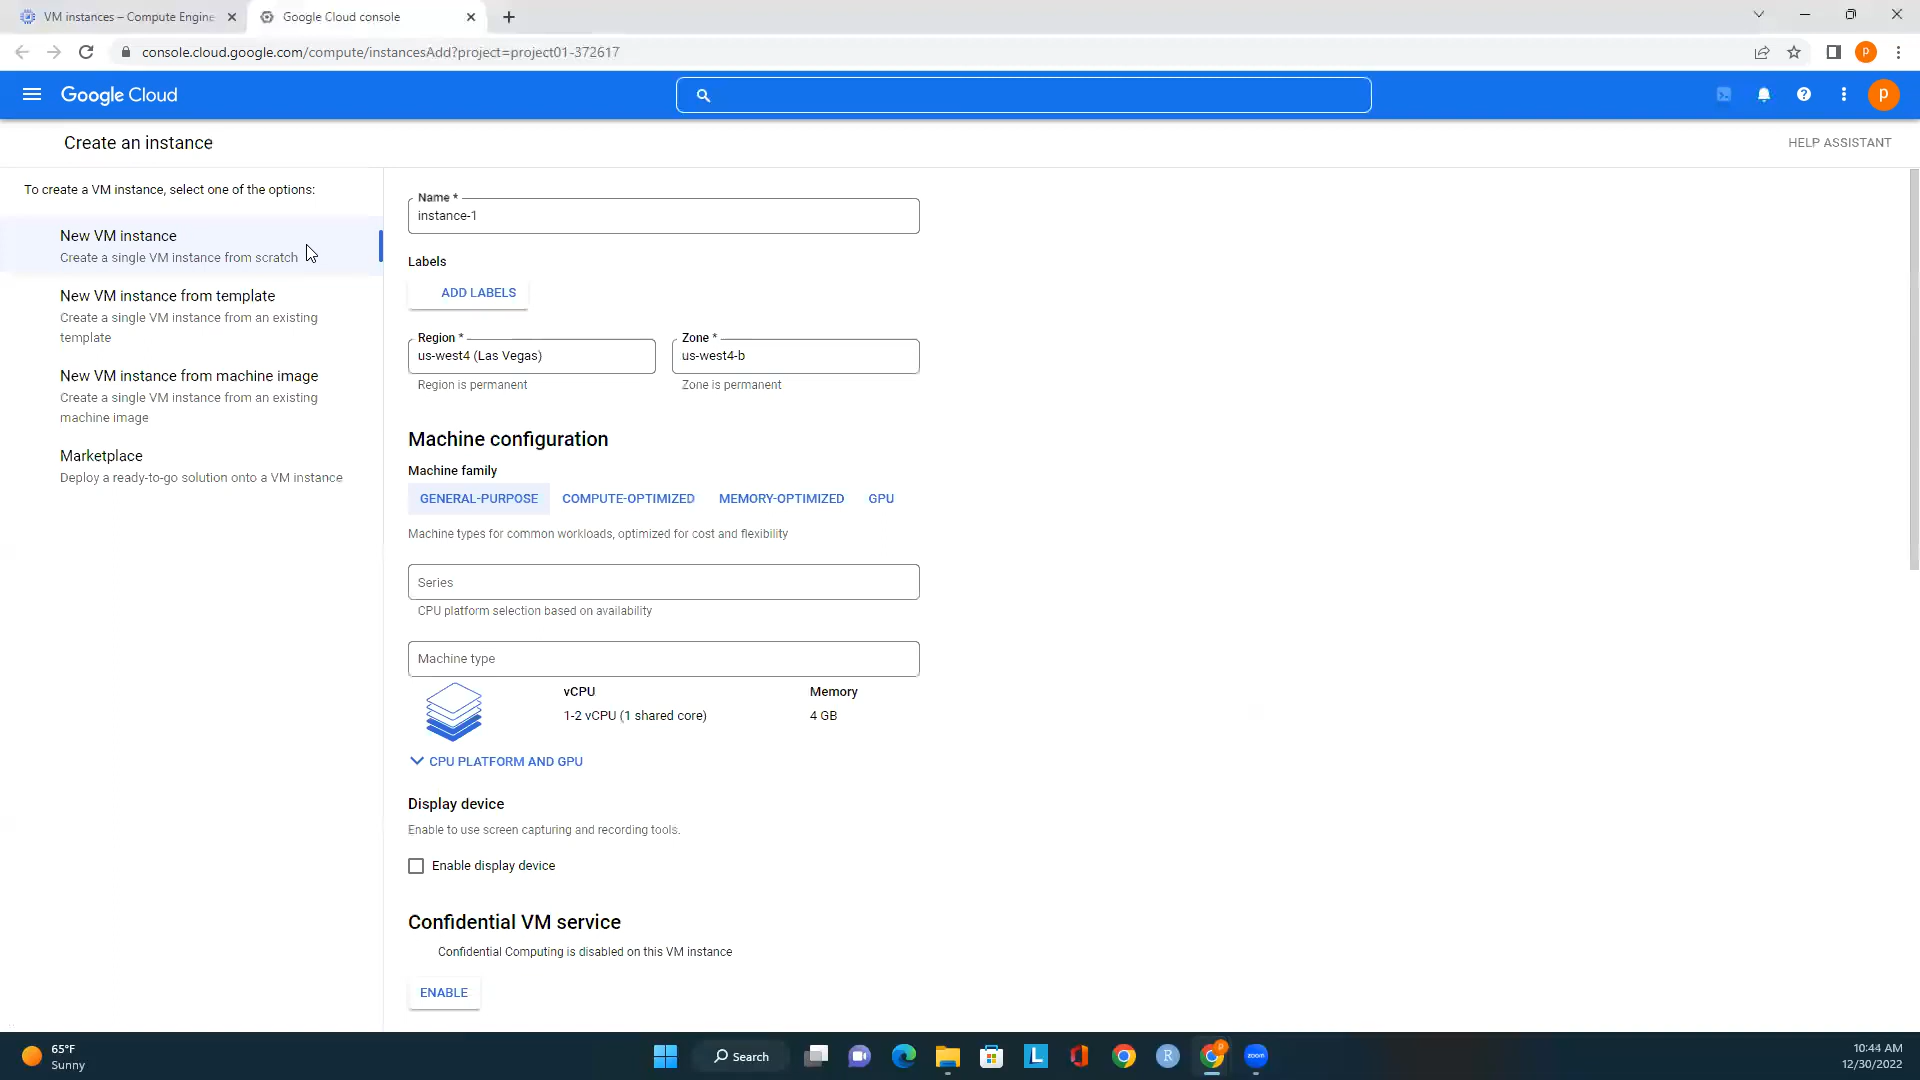 VM instances – Compute Engine
Google Cloud console
console.cloud.google.com/compute/instancesAdd?project=project01-372617
P
Google Cloud
P
Create an instance
HELP ASSISTANT
To create a VM instance, select one of the options:
New VM instance
Create a single VM instance from scratch
New VM instance from template
Create a single VM instance from an existing
template
New VM instance from machine image
Create a single VM instance from an existing
machine image
Marketplace
Deploy a ready-to-go solution onto a VM instance
Name *
instance-1
Labels
ADD LABELS
Region *
us-west4 (Las Vegas)
Region is permanent
Zone *
us-west4-b
Zone is permanent
Machine configuration
Machine family
GENERAL-PURPOSE
COMPUTE-OPTIMIZED
MEMORY-OPTIMIZED
GPU
Machine types for common workloads, optimized for cost and flexibility
Series
CPU platform selection based on availability
Machine type
vCPU
Memory
1-2 vCPU (1 shared core)
4 GB
CPU PLATFORM AND GPU
Display device
Enable to use screen capturing and recording tools.
Enable display device
Confidential VM service
Confidential Computing is disabled on this VM instance
ENABLE
65°F
Sunny
Search
L
R
P
zoom
10:44 AM
12/30/2022